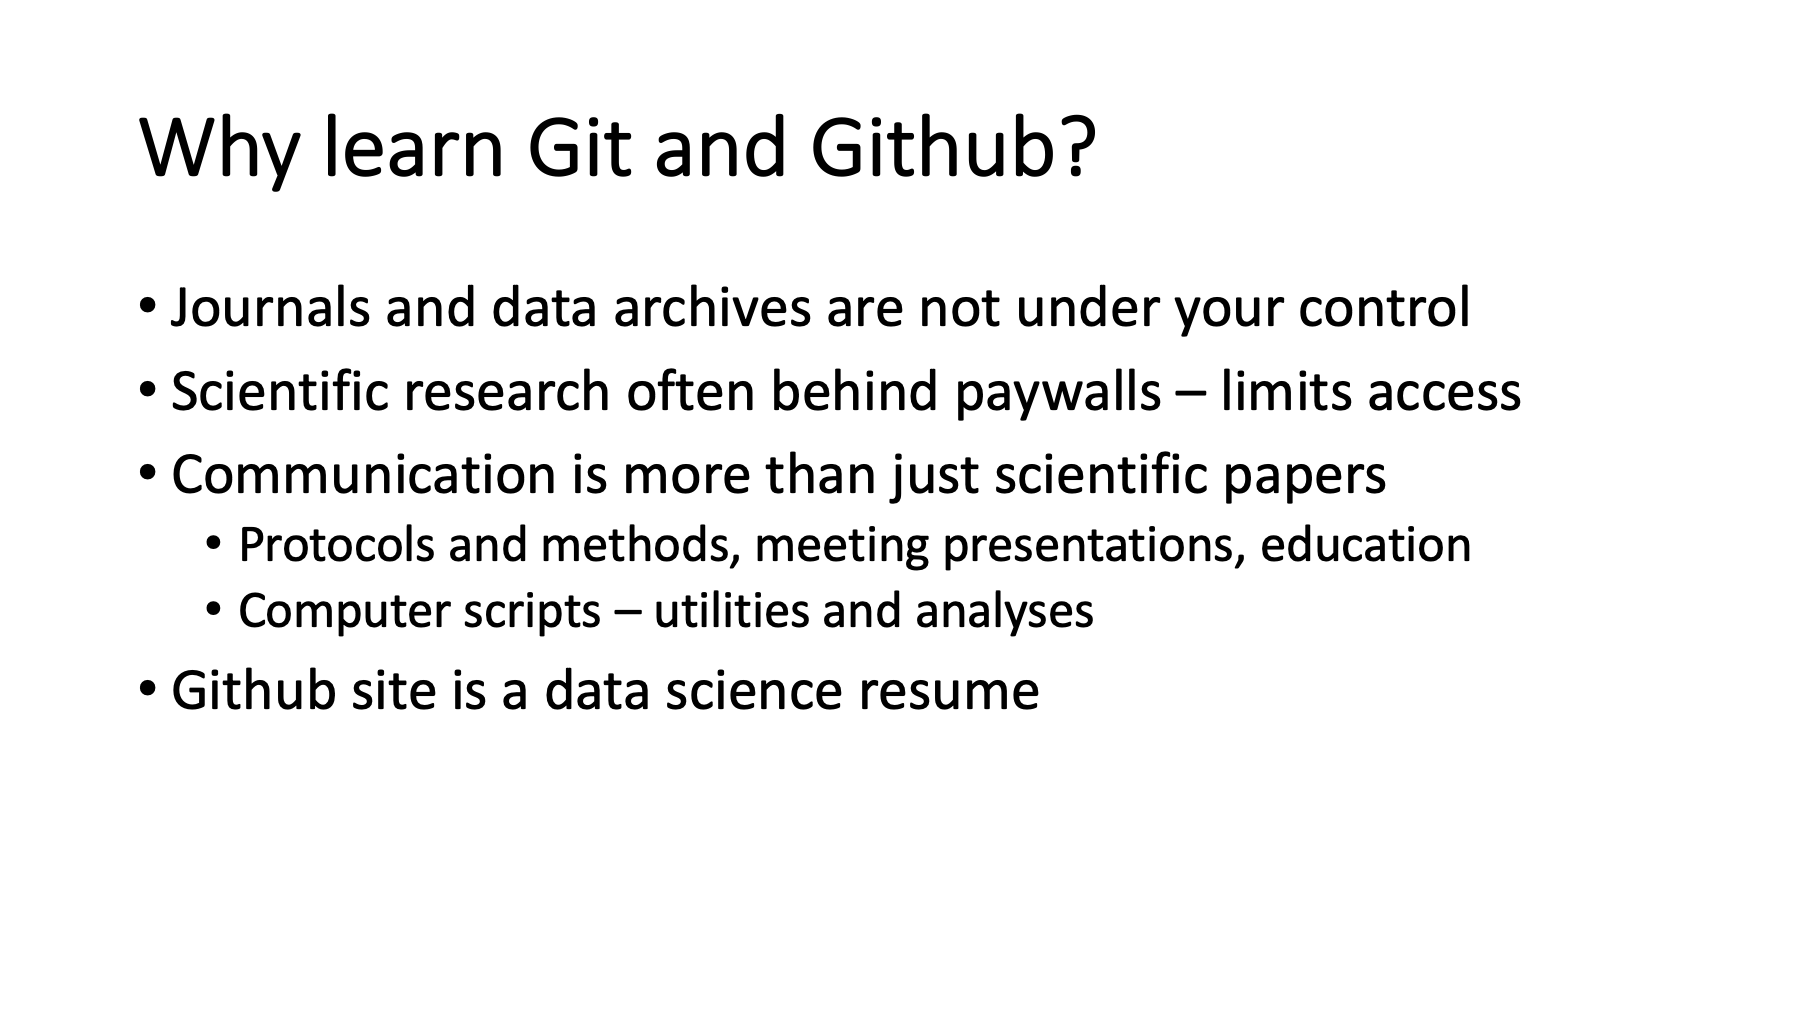 Why learn Git and Github?
• Journals and data archives are not under your control
• Scientific research often behind paywalls – limits access
• Communication is more than just scientific papers
• Protocols and methods, meeting presentations, education
• Computer scripts – utilities and analyses
• Github site is a data science resume